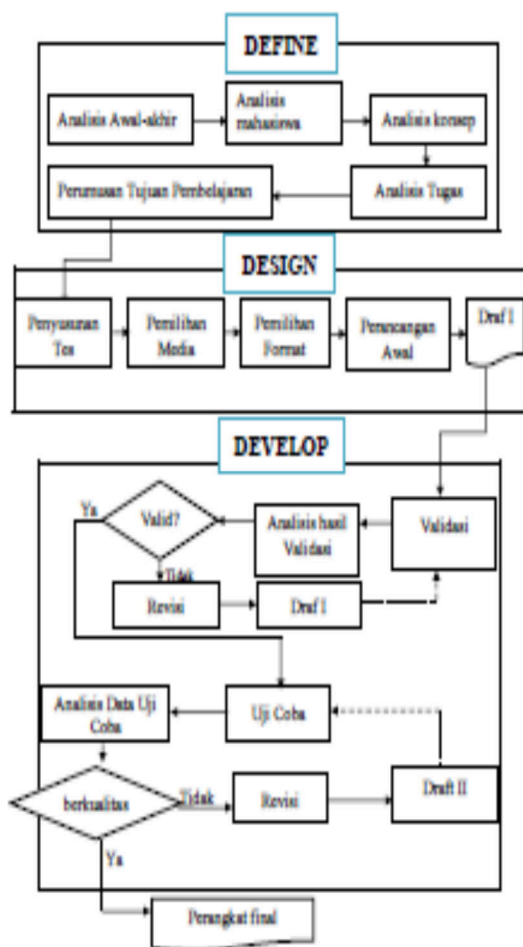 DEFINE
Analisis Awal-akhir
Analisis
mahasiswa
Analisis konsep
Perumusan Tujuan Pembelajaran
Analisis Tugas
DESIGN
Penyusunan
Tes
Pemilihan
Media
Pemilihan
Format
Perancangan
Awal
Draf I
DEVELOP
Ya
Valid?
Analisis hasil
Validasi
Validasi
Tidak
Revisi
Draf I
Analisis Data Uji
Coba
Uji Coba
berkualitas
Tidak
Revisi
Draft II
Ya
Perangkat final